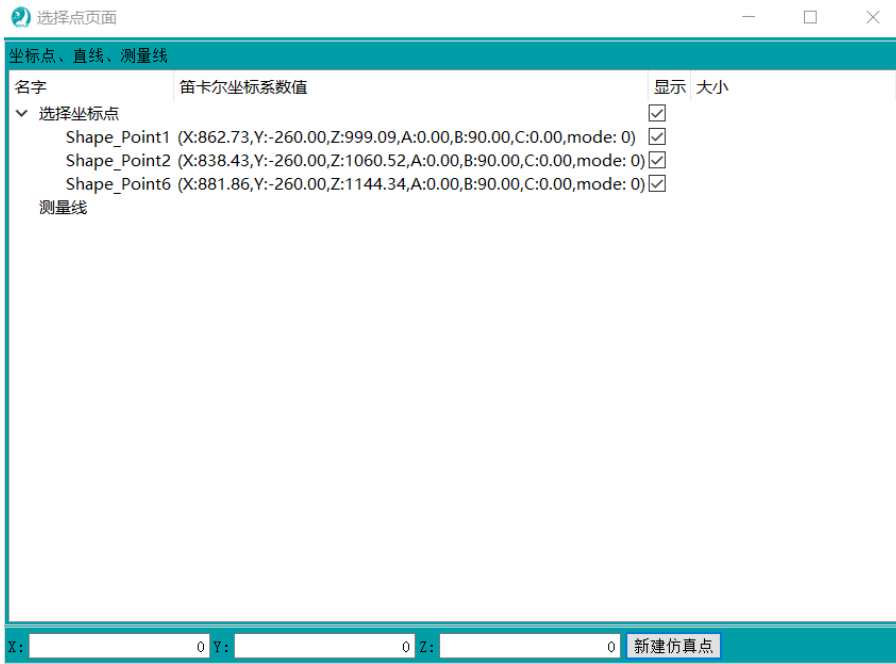 选择点页面
坐标点、直线、测量线
名字 笛卡尔坐标系数值 显示 大小
选择坐标点
Shape_Point1 (X:862.73,Y:-260.00,Z:999.09,A:0.00,B:90.00,C:0.00,mode: 0)
Shape_Point2 (X:838.43,Y:-260.00,Z:1060.52,A:0.00,B:90.00,C:0.00,mode: 0)
Shape_Point6 (X:881.86,Y:-260.00,Z:1144.34,A:0.00,B:90.00,C:0.00,mode: 0)
测量线
X: 0 Y: 0 Z: 0 新建仿真点